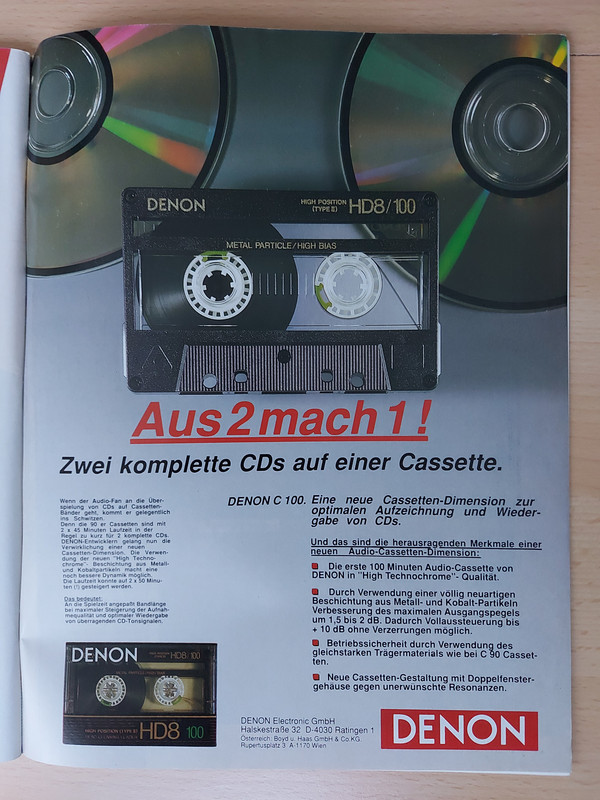 DENON
HIGH POSITION
(TYPE II)
HD8/100
METAL PARTICLE/HIGH BIAS
Aus 2 mach 1!
Zwei komplette CDs auf einer Cassette.
Wenn der Audio-Fan an die Über-
spielung von CDs auf Cassetten-
Bänder geht, kommt er gelegentlich
ins Schwitzen.
Denn die 90 er Cassetten sind mit
2 x 45 Minuten Laufzeit in der
Regel zu kurz für 2 komplette CDs.
DENON-Entwicklern gelang nun die
Verwirklichung einer neuen
Cassetten-Dimension. Die Verwen-
dung der neuen "High Techno-
chrome"- Beschichtung aus Metall-
und Kobaltpartikeln macht eine
noch bessere Dynamik möglich.
Die Laufzeit konnte auf 2 x 50 Minu-
ten (!) gesteigert werden.
Das bedeutet:
An die Spielzeit angepaßt Bandlänge
bei maximaler Steigerung der Aufnah-
mequalität und optimaler Wiedergabe
von überragenden CD-Tonsignalen.
DENON C 100. Eine neue Cassetten-Dimension zur
optimalen Aufzeichnung und Wieder-
gabe von CDs.
Und das sind die herausragenden Merkmale einer
neuen Audio-Cassetten-Dimension:
Die erste 100 Minuten Audio-Cassette von
DENON in "High Technochrome"- Qualität.
Durch Verwendung einer völlig neuartigen
Beschichtung aus Metall- und Kobalt-Partikeln
Verbesserung des maximalen Ausgangspegels
um 1,5 bis 2 dB. Dadurch Vollaussteuerung bis
+ 10 dB ohne Verzerrungen möglich.
Betriebssicherheit durch Verwendung des
gleichstarken Trägermaterials wie bei C 90 Casset-
ten.
Neue Cassetten-Gestaltung mit Doppelfenster-
gehäuse gegen unerwünschte Resonanzen.
DENON
HD8/100
HIGH POSITION (TYPE II)
HD8 100
DENON Electronic GmbH
Halskestraße 32 D-4030 Ratingen 1
Österreich: Boyd u. Haas GmbH & Co.KG
Rupertusplatz 3 A-1170 Wien
DENON